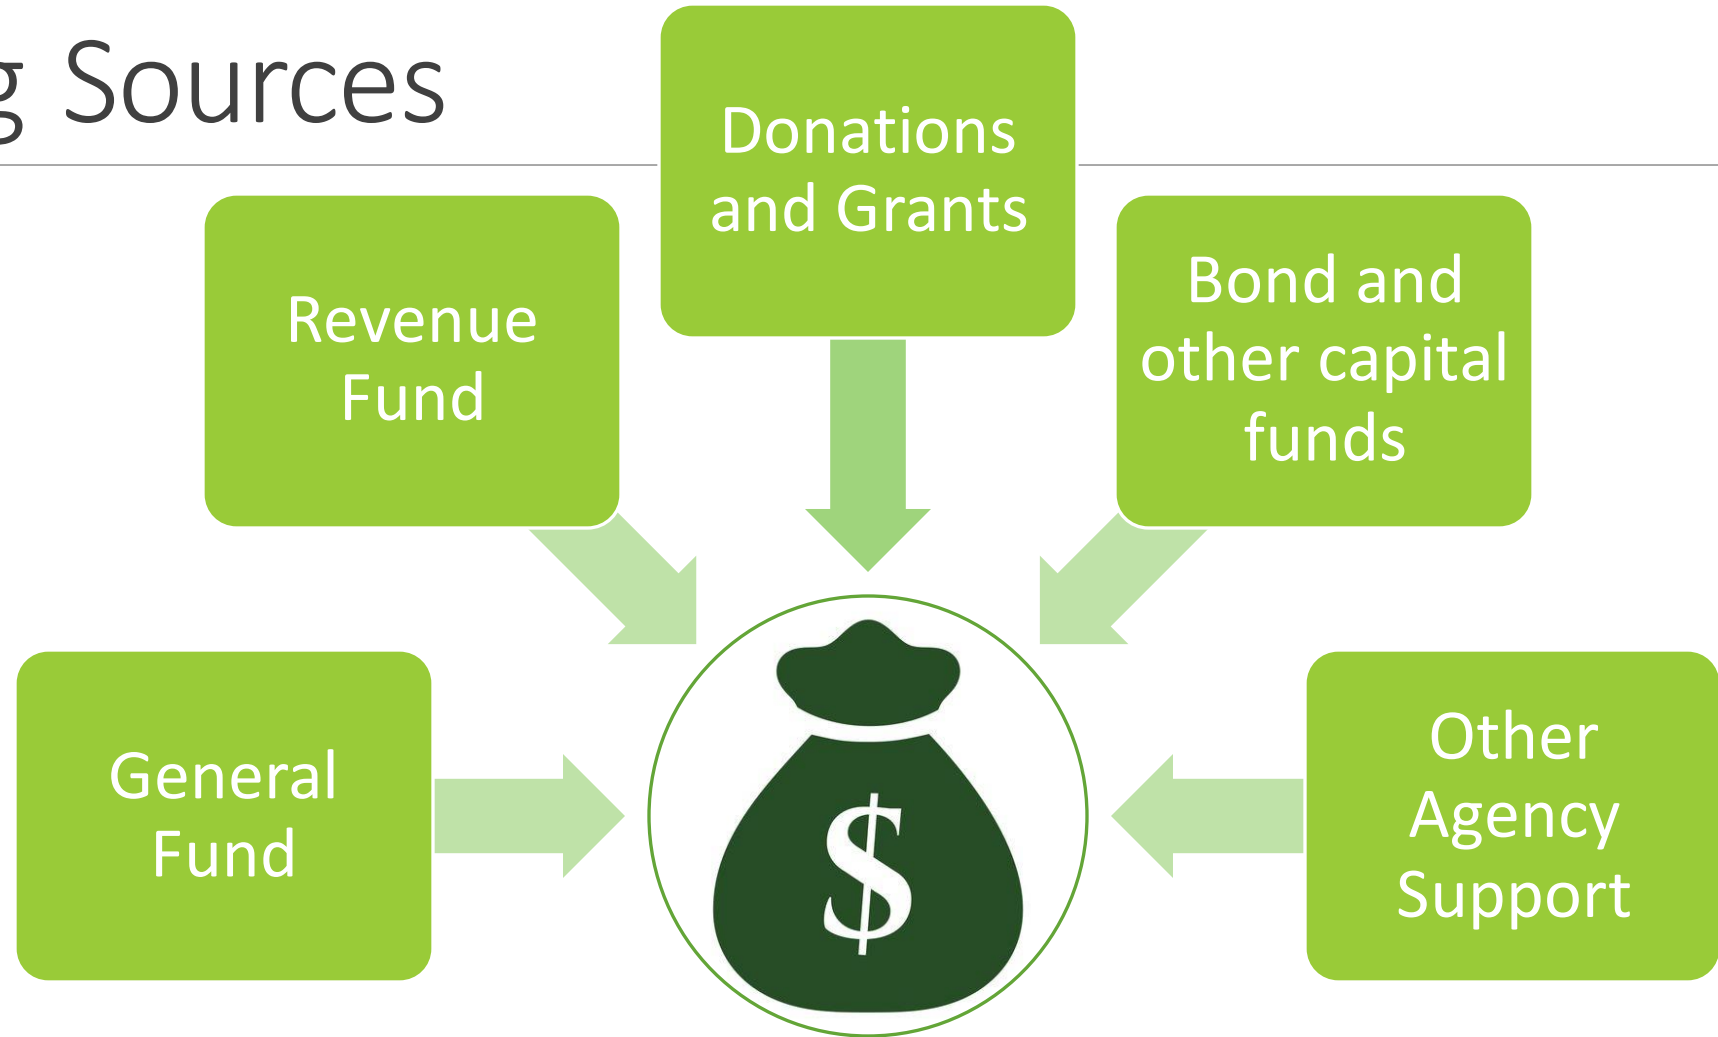 g Sources
Donations
and Grants
Revenue
Fund
Bond and
other capital
funds
General
Fund
$
Other
Agency
Support